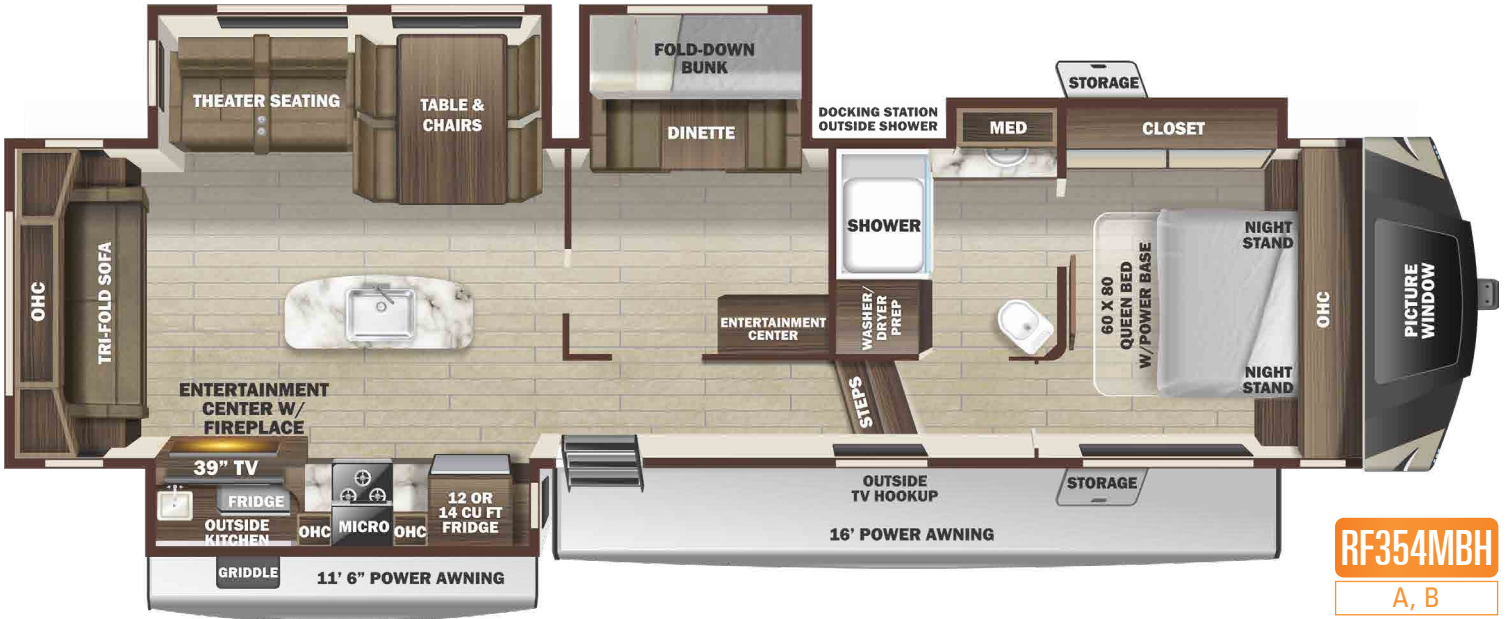 FOLD-DOWN
BUNK
STORAGE
THEATER SEATING
TABLE &
CHAIRS
DINETTE
DOCKING STATION
OUTSIDE SHOWER
MED
CLOSET
OHC
TRI-FOLD SOFA
SHOWER
NIGHT
STAND
60 X 80
QUEEN BED
W/POWER BASE
OHC
PICTURE
WINDOW
WASHER/
DRYER
PREP
ENTERTAINMENT
CENTER
NIGHT
STAND
ENTERTAINMENT
CENTER W/
FIREPLACE
STEPS
39” TV
FRIDGE
OUTSIDE
KITCHEN
OHC
MICRO
OHC
12 OR
14 CU FT
FRIDGE
OUTSIDE
TV HOOKUP
STORAGE
16’ POWER AWNING
GRIDDLE
11’ 6” POWER AWNING
RF354MBH
A, B